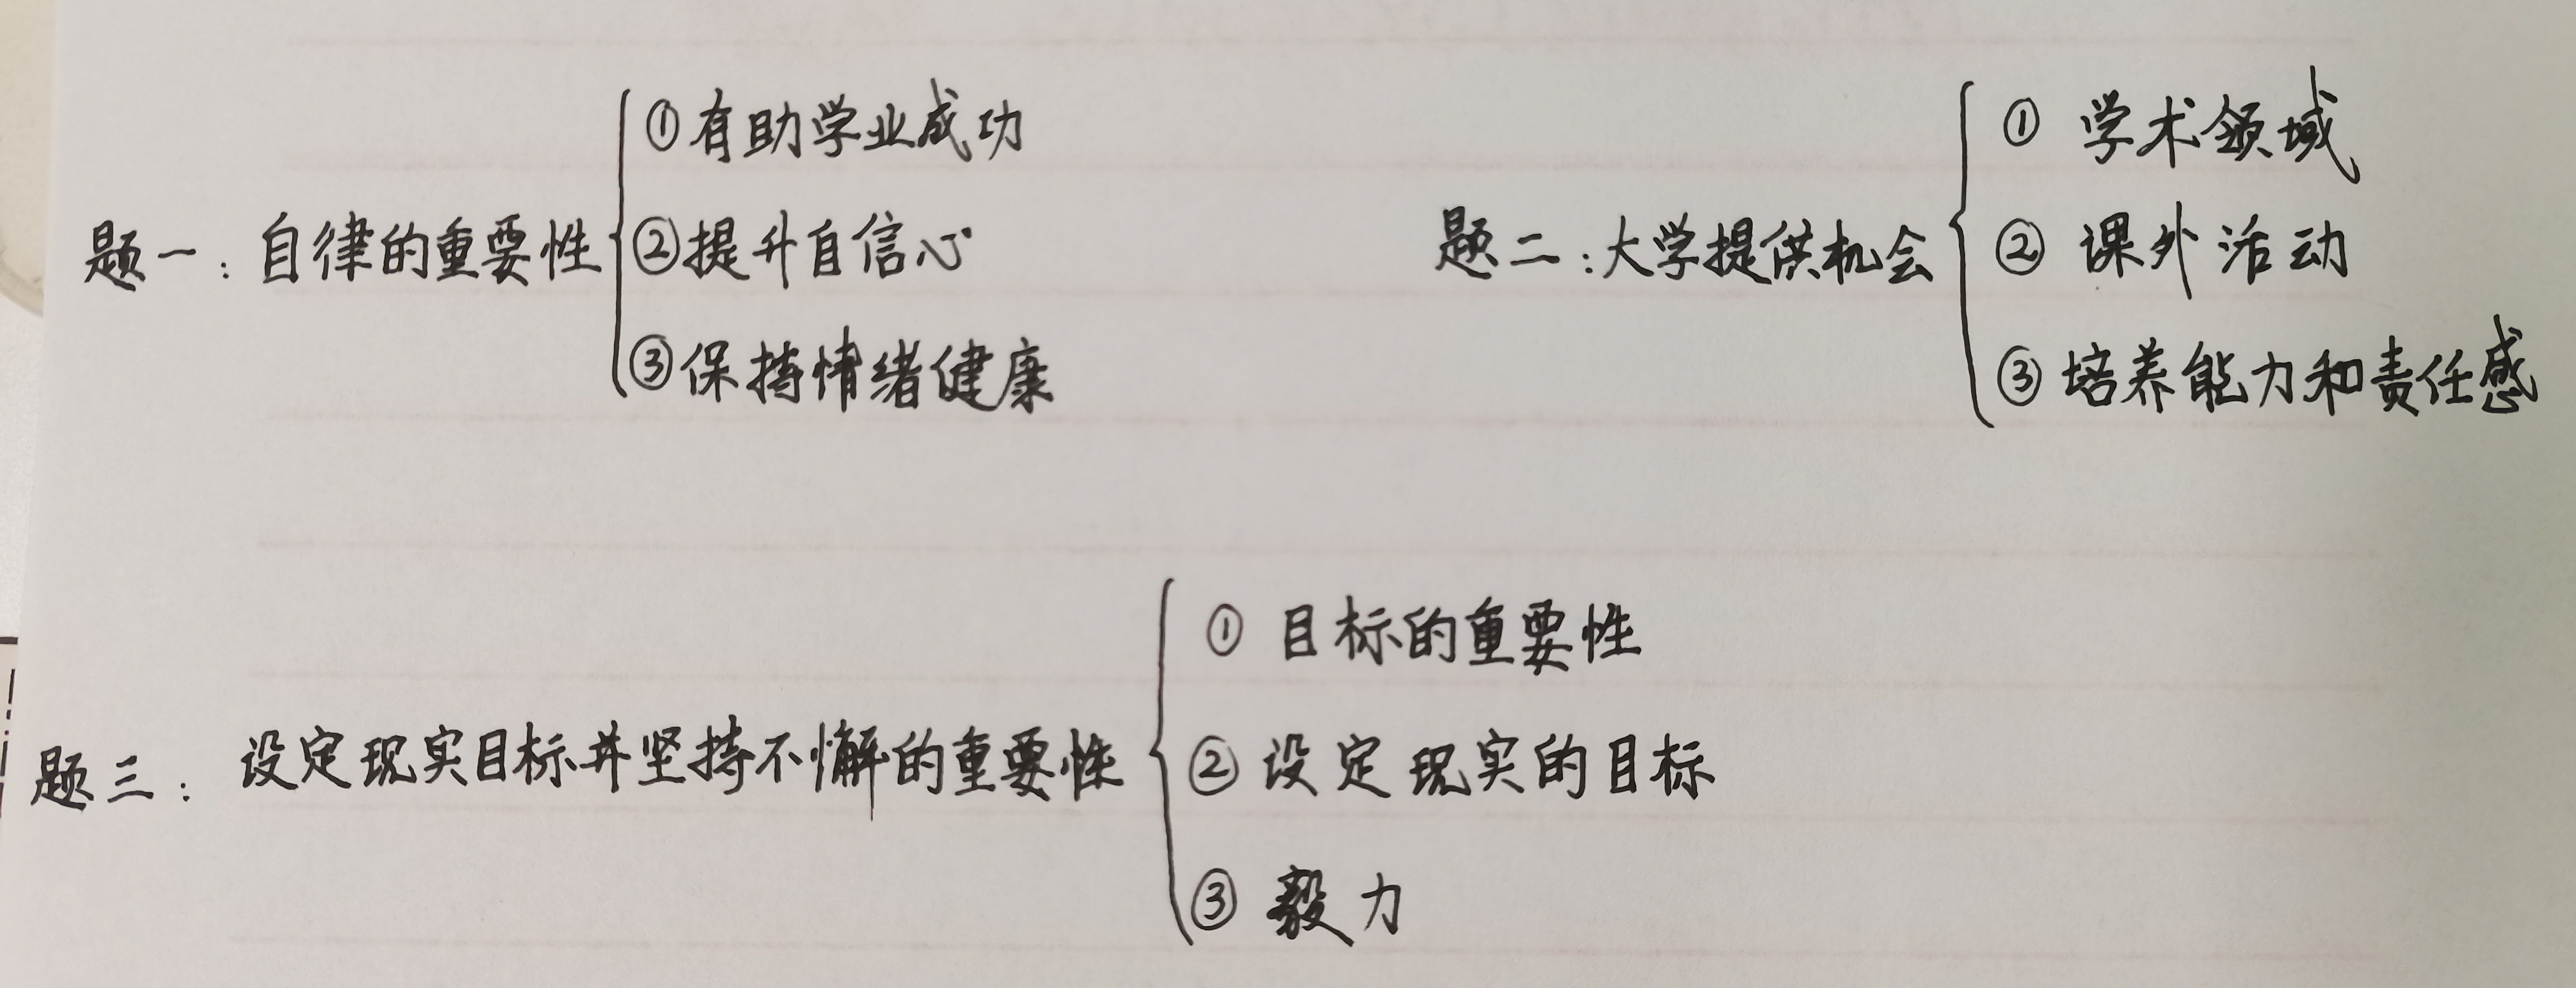 题一：自律的重要性
①有助学业成功
②提升自信心
③保持情绪健康
题二：大学提供机会
① 学术领域
② 课外活动
③ 培养能力和责任感
题三：设定现实目标并坚持不懈的重要性
① 目标的重要性
② 设定现实的目标
③ 毅力